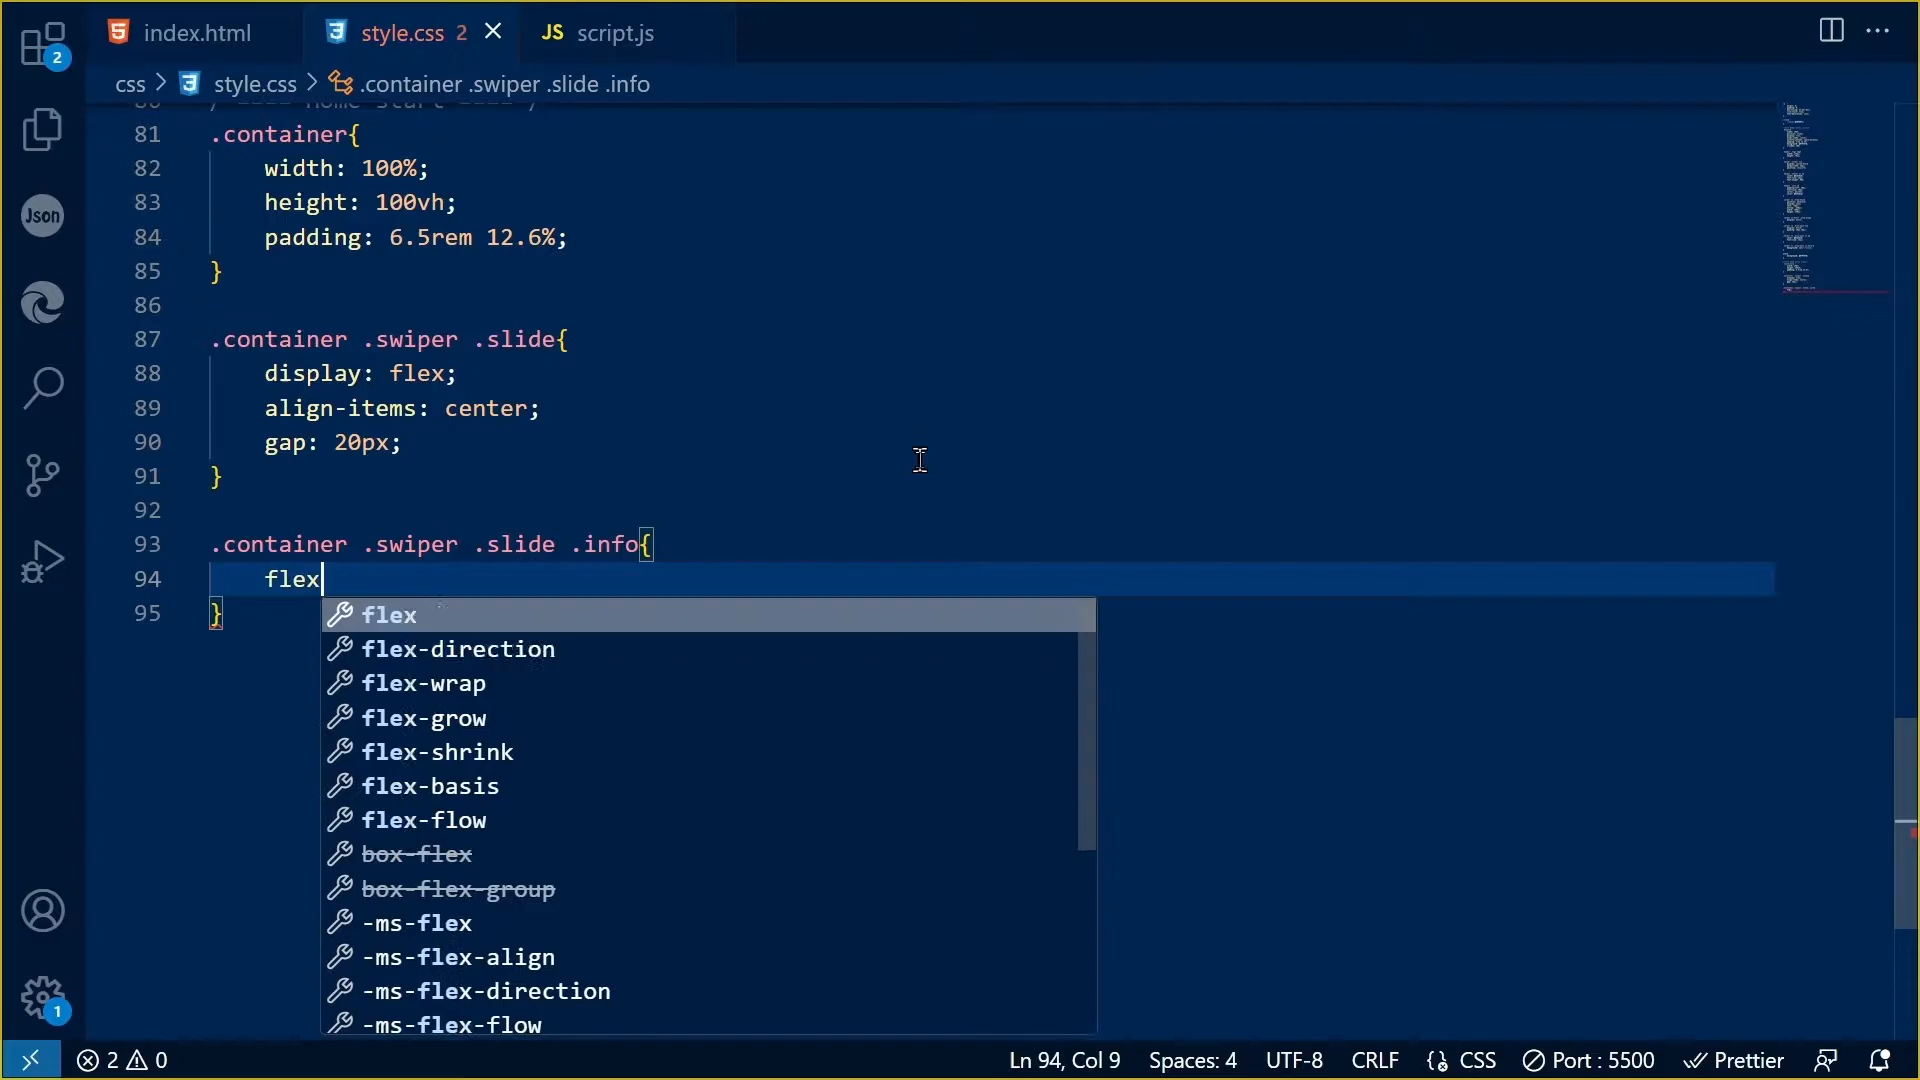 2
index.html
style.css 2
JS script.js
css > style.css > .container .swiper .slide .info
81 .container{
82 width: 100%;
83 height: 100vh;
84 padding: 6.5rem 12.6%;
85 }
86
87 .container .swiper .slide{
88 display: flex;
89 align-items: center;
90 gap: 20px;
91 }
92
93 .container .swiper .slide .info{
94 flex
95 }
flex
flex-direction
flex-wrap
flex-grow
flex-shrink
flex-basis
flex-flow
box-flex
box-flex-group
-ms-flex
-ms-flex-align
-ms-flex-direction
-ms-flex-flow
Json
1
2 0 Ln 94, Col 9 Spaces: 4 UTF-8 CRLF {} CSS Port : 5500 Prettier